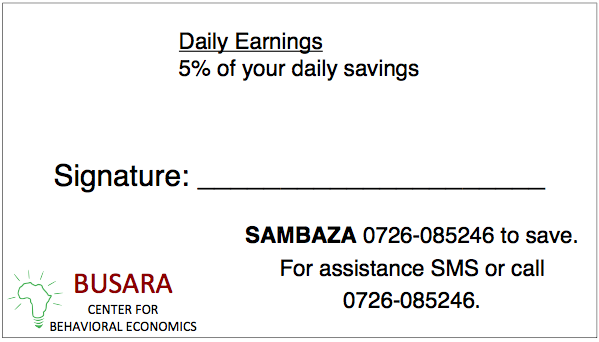 Daily Earnings
5% of your daily savings
Signature: ____________________________
SAMBAZA 0726-085246 to save.
For assistance SMS or call
0726-085246.
BUSARA
CENTER FOR
BEHAVIORAL ECONOMICS